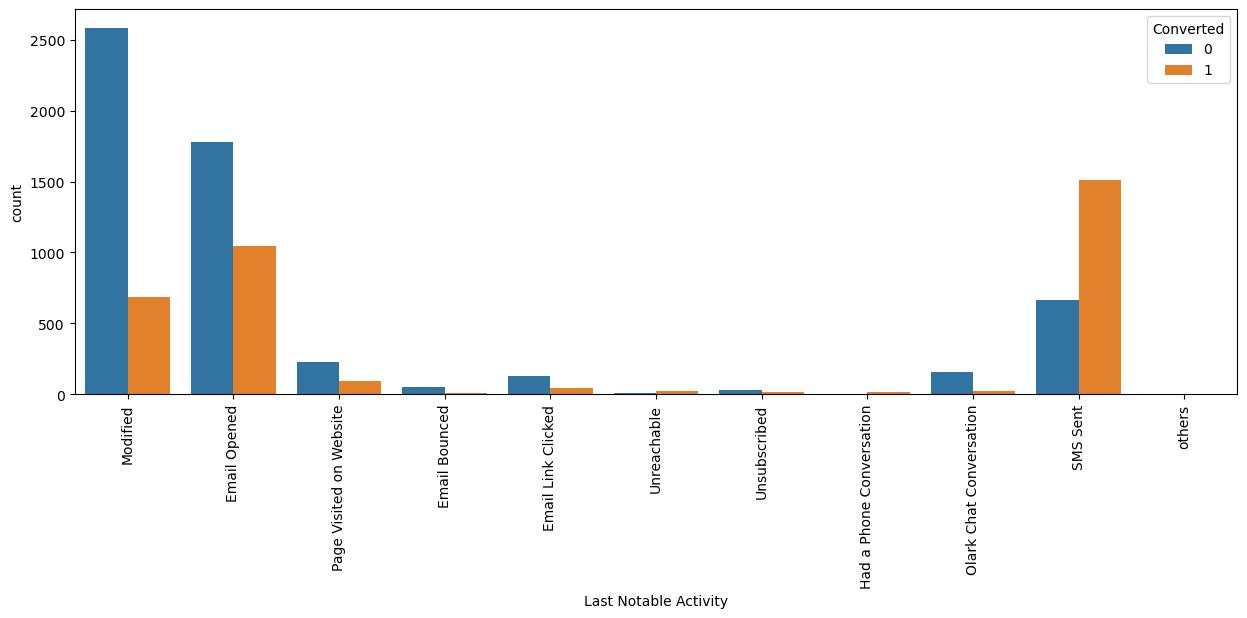 Converted
0
1
2500
2000
1500
1000
500
0
count
Modified
Email Opened
Page Visited on Website
Email Bounced
Email Link Clicked
Unreachable
Unsubscribed
Had a Phone Conversation
Olark Chat Conversation
SMS Sent
others
Last Notable Activity